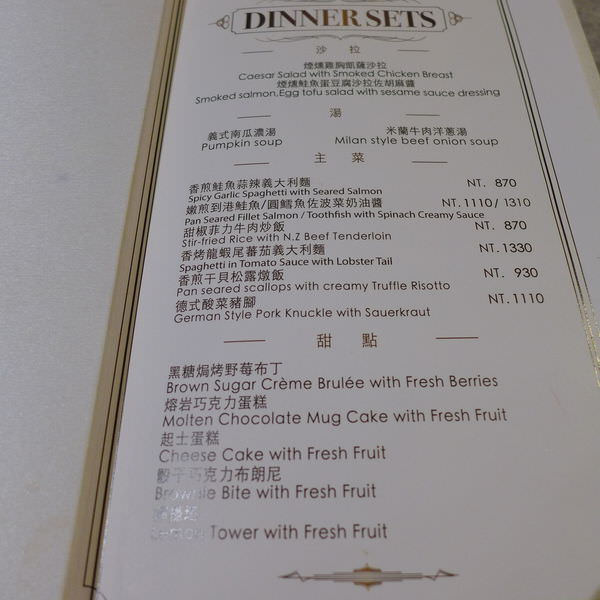 DINNER SETS
沙 拉
煙燻雞胸凱薩沙拉
Caesar Salad with Smoked Chicken Breast
煙燻鮭魚蛋豆腐沙拉佐胡麻醬
Smoked salmon,Egg tofu salad with sesame sauce dressing
湯
義式南瓜濃湯 米蘭牛肉洋蔥湯
Pumpkin soup Milan style beef onion soup
主 菜
香煎鮭魚蒜辣義大利麵 NT. 870
Spicy Garlic Spaghetti with Seared Salmon
嫩煎到港鮭魚/圓鱈魚佐波菜奶油醬 NT.1110/ 1310
Pan Seared Fillet Salmon / Toothfish with Spinach Creamy Sauce
甜椒菲力牛肉炒飯 NT. 870
Stir-fried Rice with N.Z Beef Tenderloin
香烤龍蝦尾蕃茄義大利麵 NT.1330
Spaghetti in Tomato Sauce with Lobster Tail
香煎干貝松露燉飯 NT. 930
Pan seared scallops with creamy Truffle Risotto
德式酸菜豬腳 NT.1110
German Style Pork Knuckle with Sauerkraut
甜 點
黑糖焗烤野莓布丁
Brown Sugar Crème Brulée with Fresh Berries
熔岩巧克力蛋糕
Molten Chocolate Mug Cake with Fresh Fruit
起士蛋糕
Cheese Cake with Fresh Fruit
骰子巧克力布朗尼
Brownie Bite with Fresh Fruit
Tower with Fresh Fruit